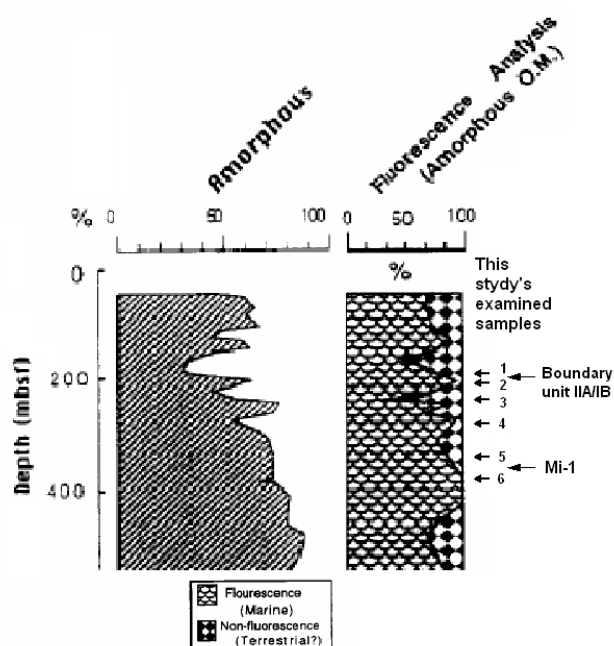 Amorphous
Fluorescence Analysis
(Amorphous O.M.)
% 0 50 100
0 50 100
%
This
stydy's
examined
samples
Depth (mbsf)
0
200
400
1
2
3
4
5
6
Boundary
unit IIA/IB
Mi-1
Flourescence
(Marine)
Non-fluorescence
(Terrestrial?)